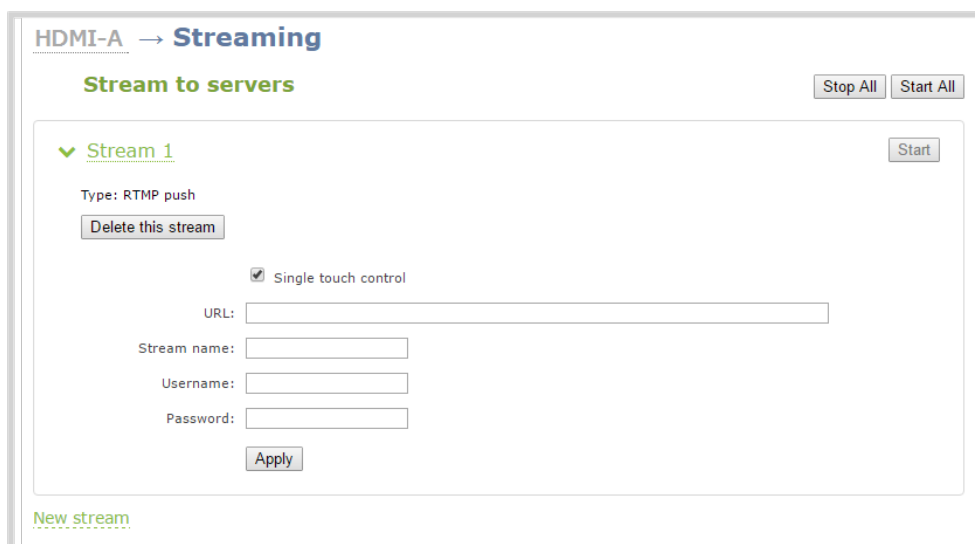 HDMI-A → Streaming
Stream to servers
Stop All
Start All
Stream 1
Start
Type: RTMP push
Delete this stream
Single touch control
URL:
Stream name:
Username:
Password:
Apply
New stream